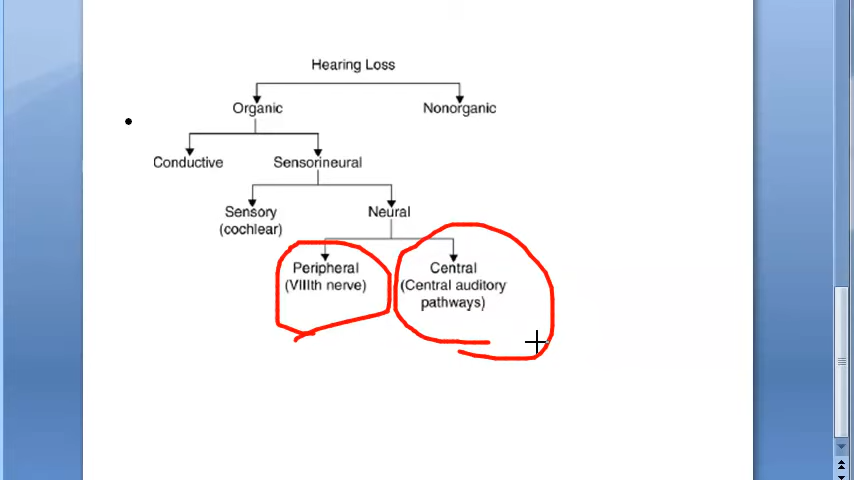 Hearing Loss
Organic
Nonorganic
Conductive
Sensorineural
Sensory
(cochlear)
Neural
Peripheral
(VIIIth nerve)
Central
(Central auditory
pathways)